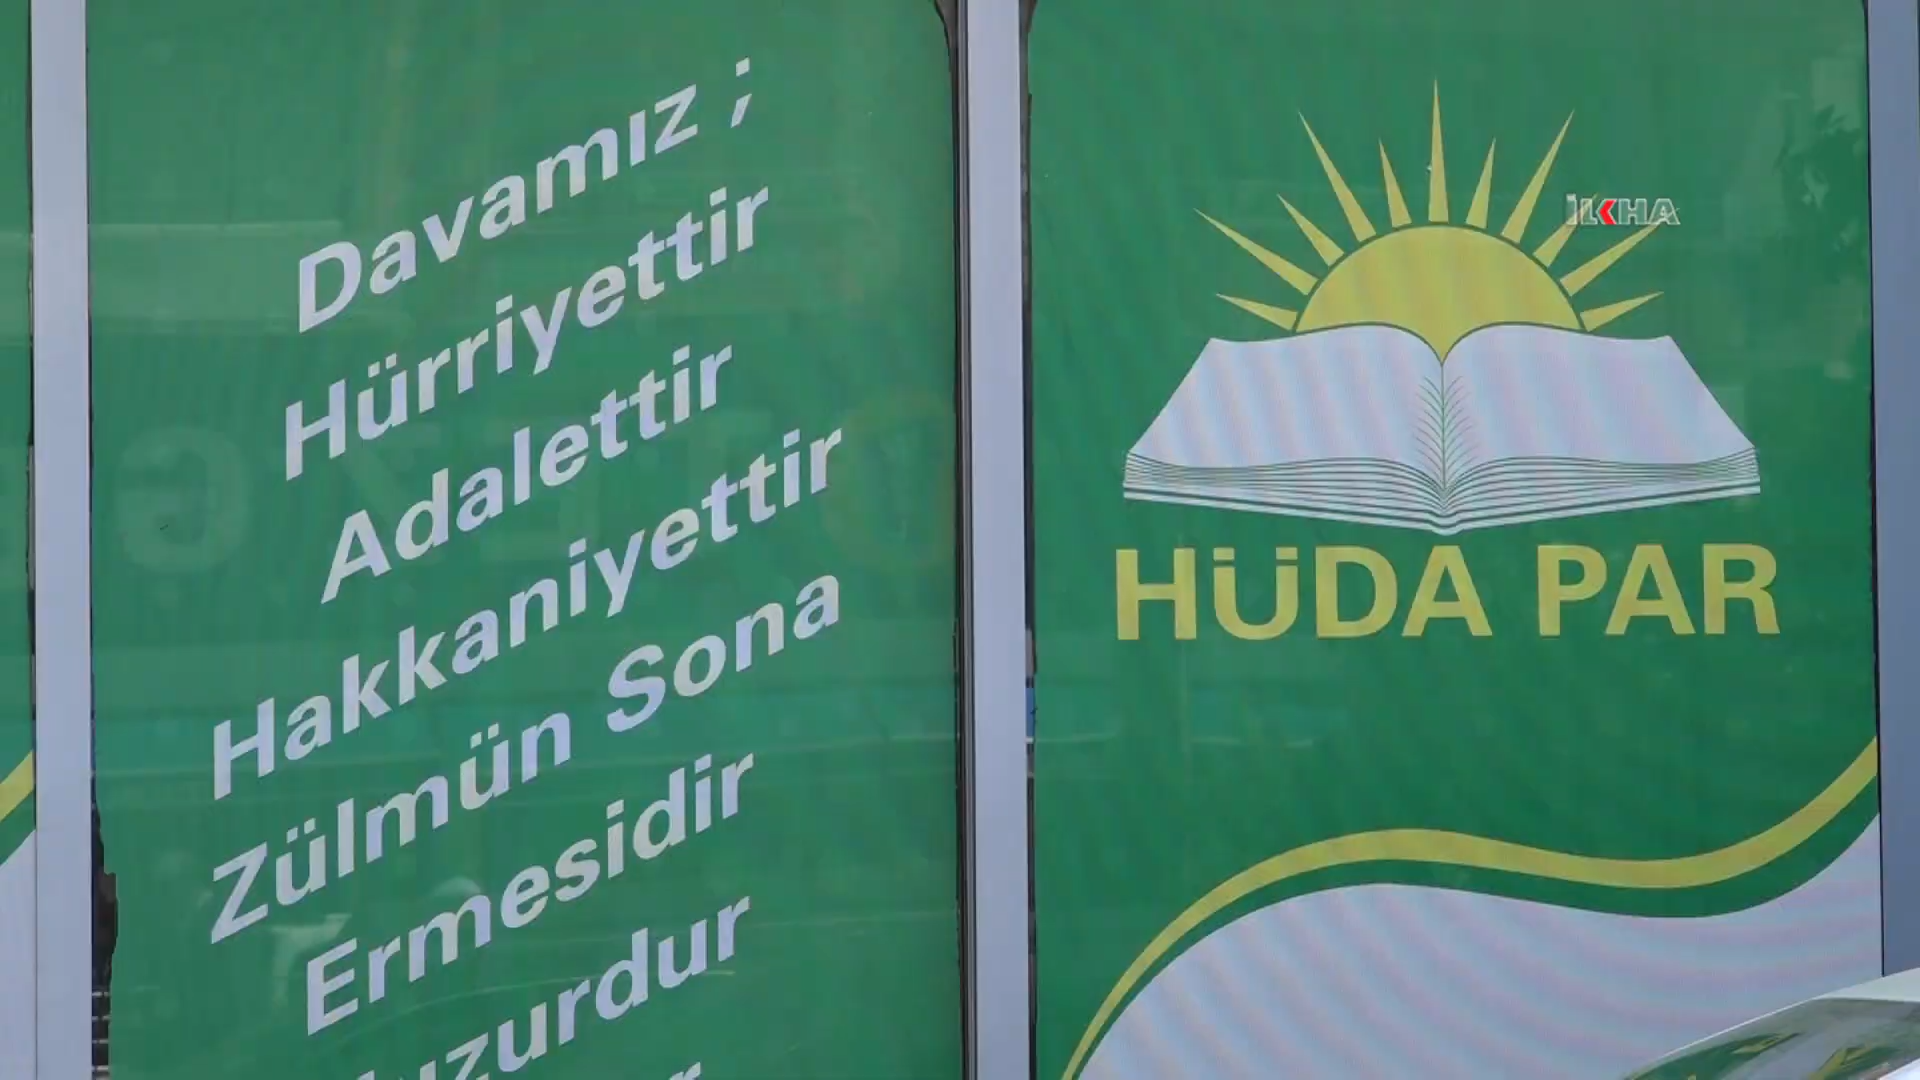 Davamız ;
Hürriyettir
Adalettir
Hakkaniyettir
Zülmün Sona
Ermesidir
İLKHA
HÜDA PAR